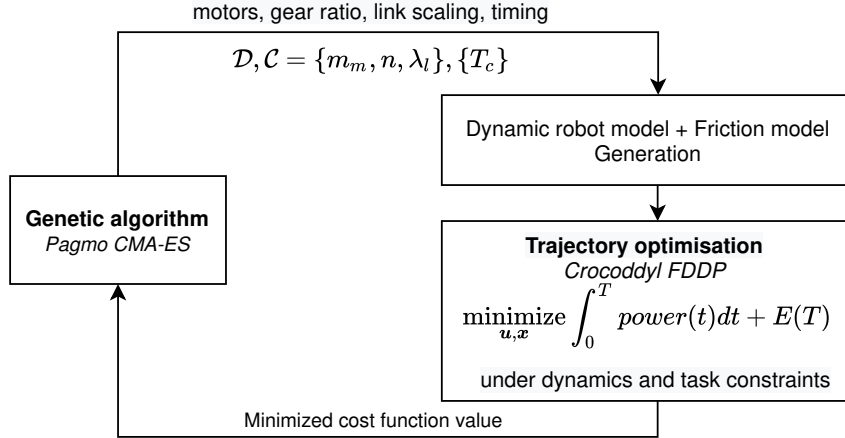 motors, gear ratio, link scaling, timing
𝒟, 𝒞 = {m_m, n, λ_l}, {T_c}
Dynamic robot model + Friction model
Generation
Genetic algorithm
Pagmo CMA-ES
Trajectory optimisation
Crocoddyl FDDP
minimize_{u,x} ∫_0^T power(t)dt + E(T)
under dynamics and task constraints
Minimized cost function value